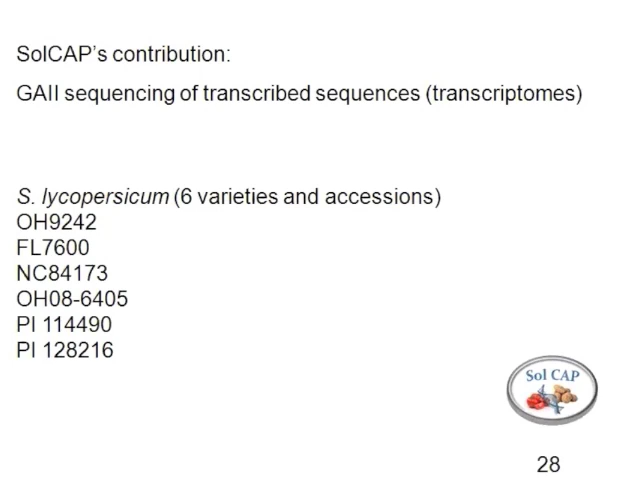 SolCAP's contribution:
GAII sequencing of transcribed sequences (transcriptomes)
S. lycopersicum (6 varieties and accessions)
OH9242
FL7600
NC84173
OH08-6405
PI 114490
PI 128216
Sol CAP
28